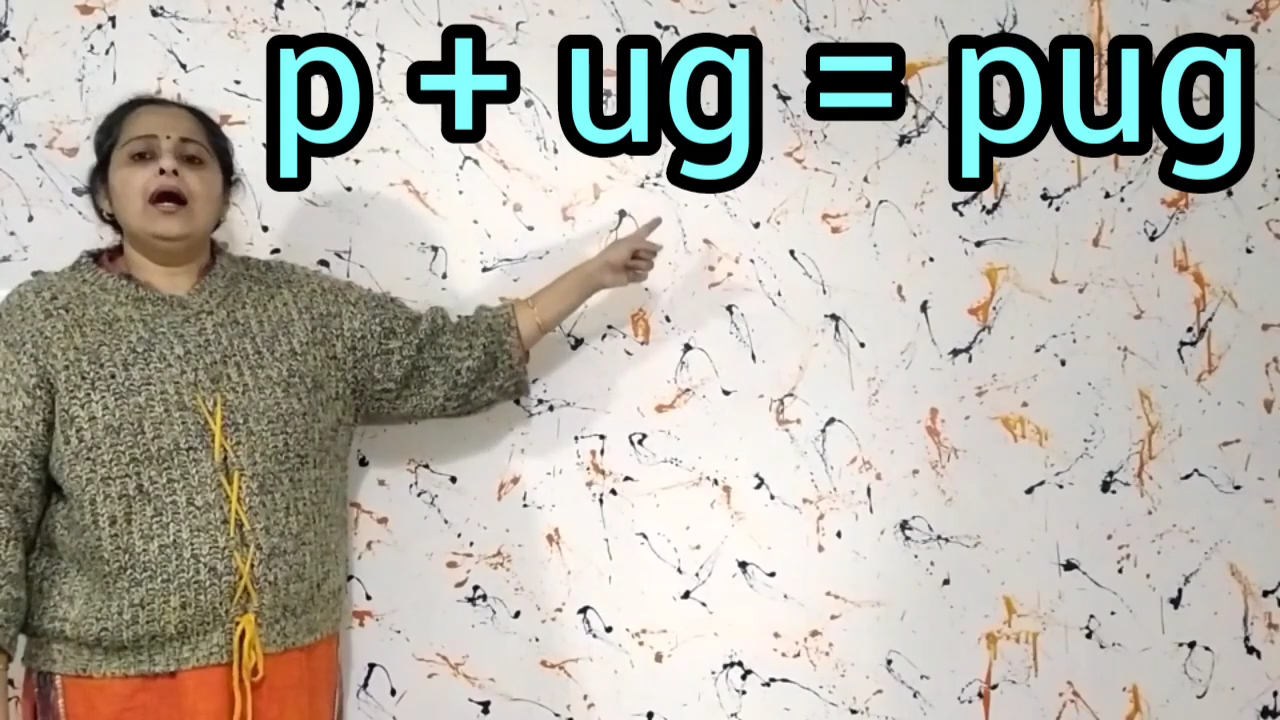 p + ug = pug